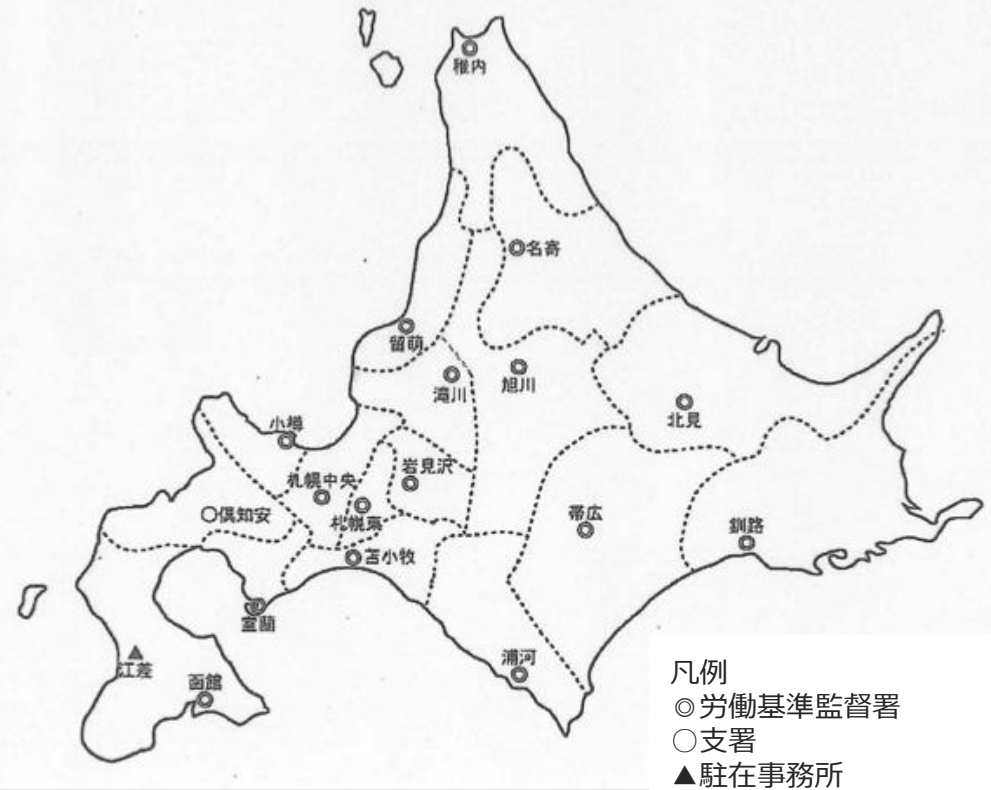 稚内
◎名寄
留萌
滝川
旭川
北見
小樽
札幌中央
岩見沢
札幌東
○倶知安
帯広
釧路
苫小牧
室蘭
浦河
江差
函館
凡例
◎労働基準監督署
○支署
▲駐在事務所